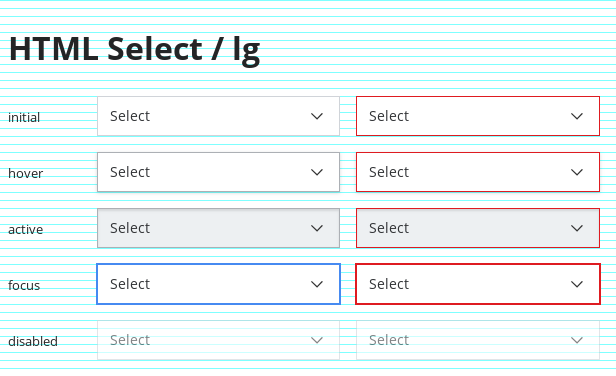 HTML Select / lg
initial Select Select
hover Select Select
active Select Select
focus Select Select
disabled Select Select